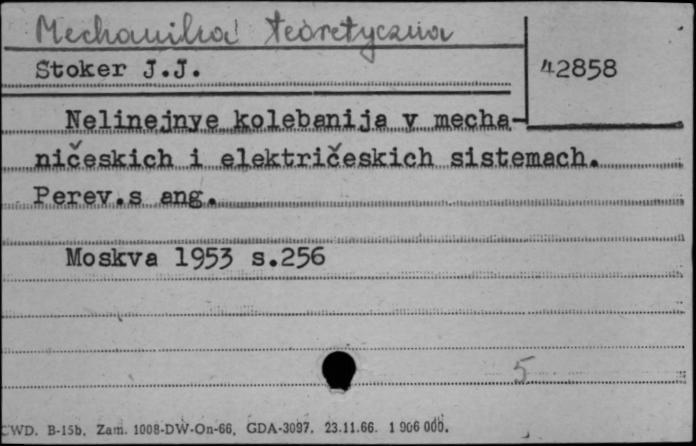 Mechanika teoretyczna
Stoker J.J.
42858
Nelinejnye kolebanija v mecha-
ničeskich i električeskich sistemach.
Perev.s ang.
Moskva 1953 s.256
5
CWD. B-15b. Zam. 1008-DW-On-66. GDA-3097. 23.11.66. 1 906 000.